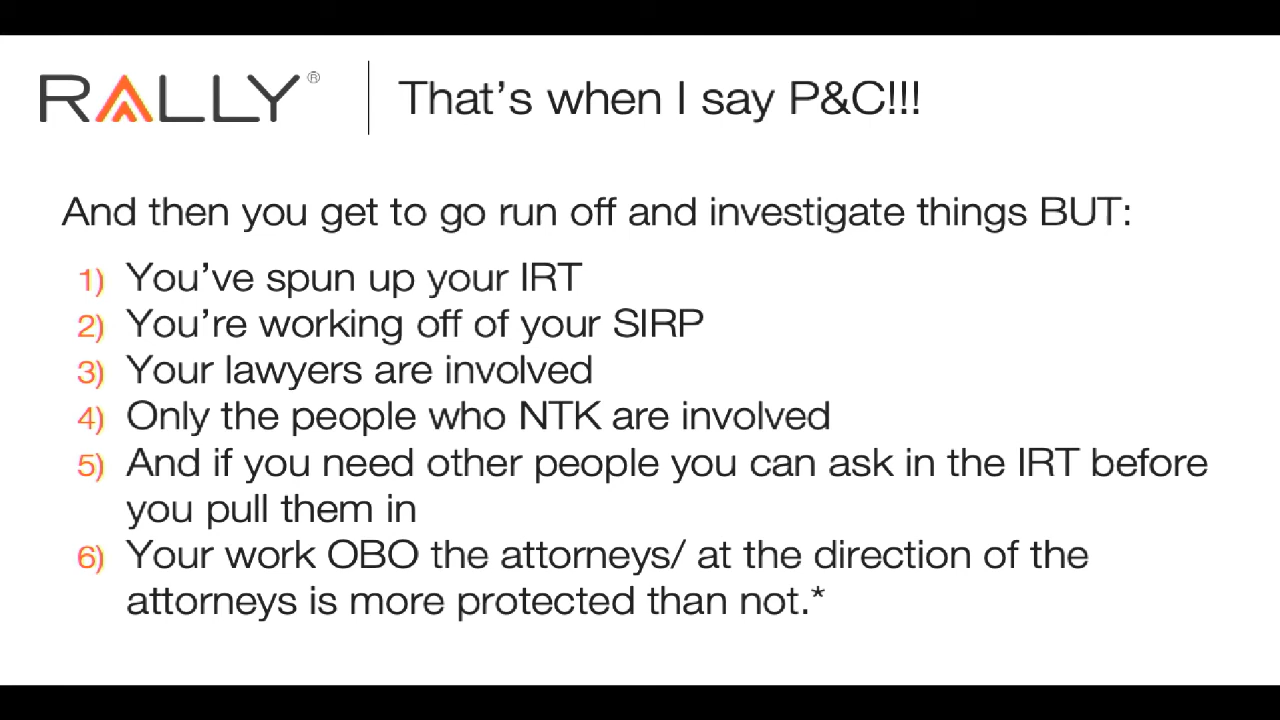 RALLY®
That's when I say P&C!!!
And then you get to go run off and investigate things BUT:
1) You've spun up your IRT
2) You're working off of your SIRP
3) Your lawyers are involved
4) Only the people who NTK are involved
5) And if you need other people you can ask in the IRT before
you pull them in
6) Your work OBO the attorneys/ at the direction of the
attorneys is more protected than not.*